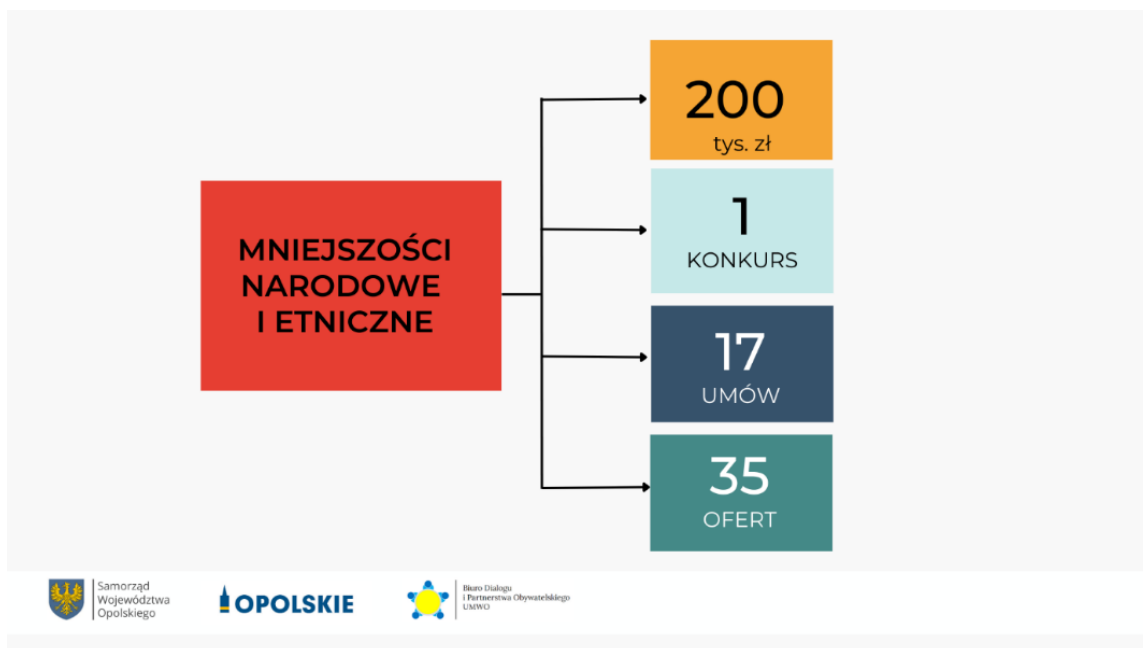 MNIEJSZOŚCI
NARODOWE
I ETNICZNE
200
tys. zł
1
KONKURS
17
UMÓW
35
OFERT
Samorząd
Województwa
Opolskiego
OPOLSKIE
Biuro Dialogu
i Partnerstwa Obywatelskiego
UMWO